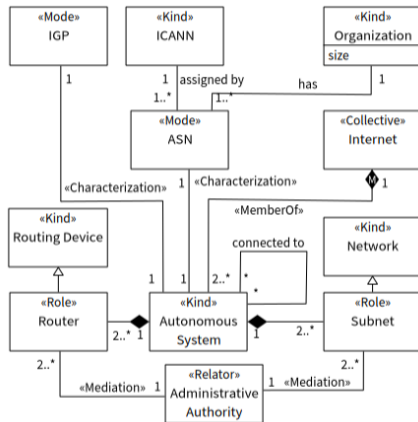 «Mode»
IGP
«Kind»
ICANN
«Kind»
Organization
size
1
1
assigned by
has
1
1..*
1..*
«Mode»
ASN
«Collective»
Internet
M
1
«Characterization»
1
«Characterization»
«MemberOf»
«Kind»
Routing Device
connected to
«Kind»
Network
1
1
2..*
*
*
«Role»
Router
«Kind»
Autonomous
System
«Role»
Subnet
2..*
1
1
2..*
2..*
2..*
«Mediation»
1
«Relator»
Administrative
Authority
1
«Mediation»